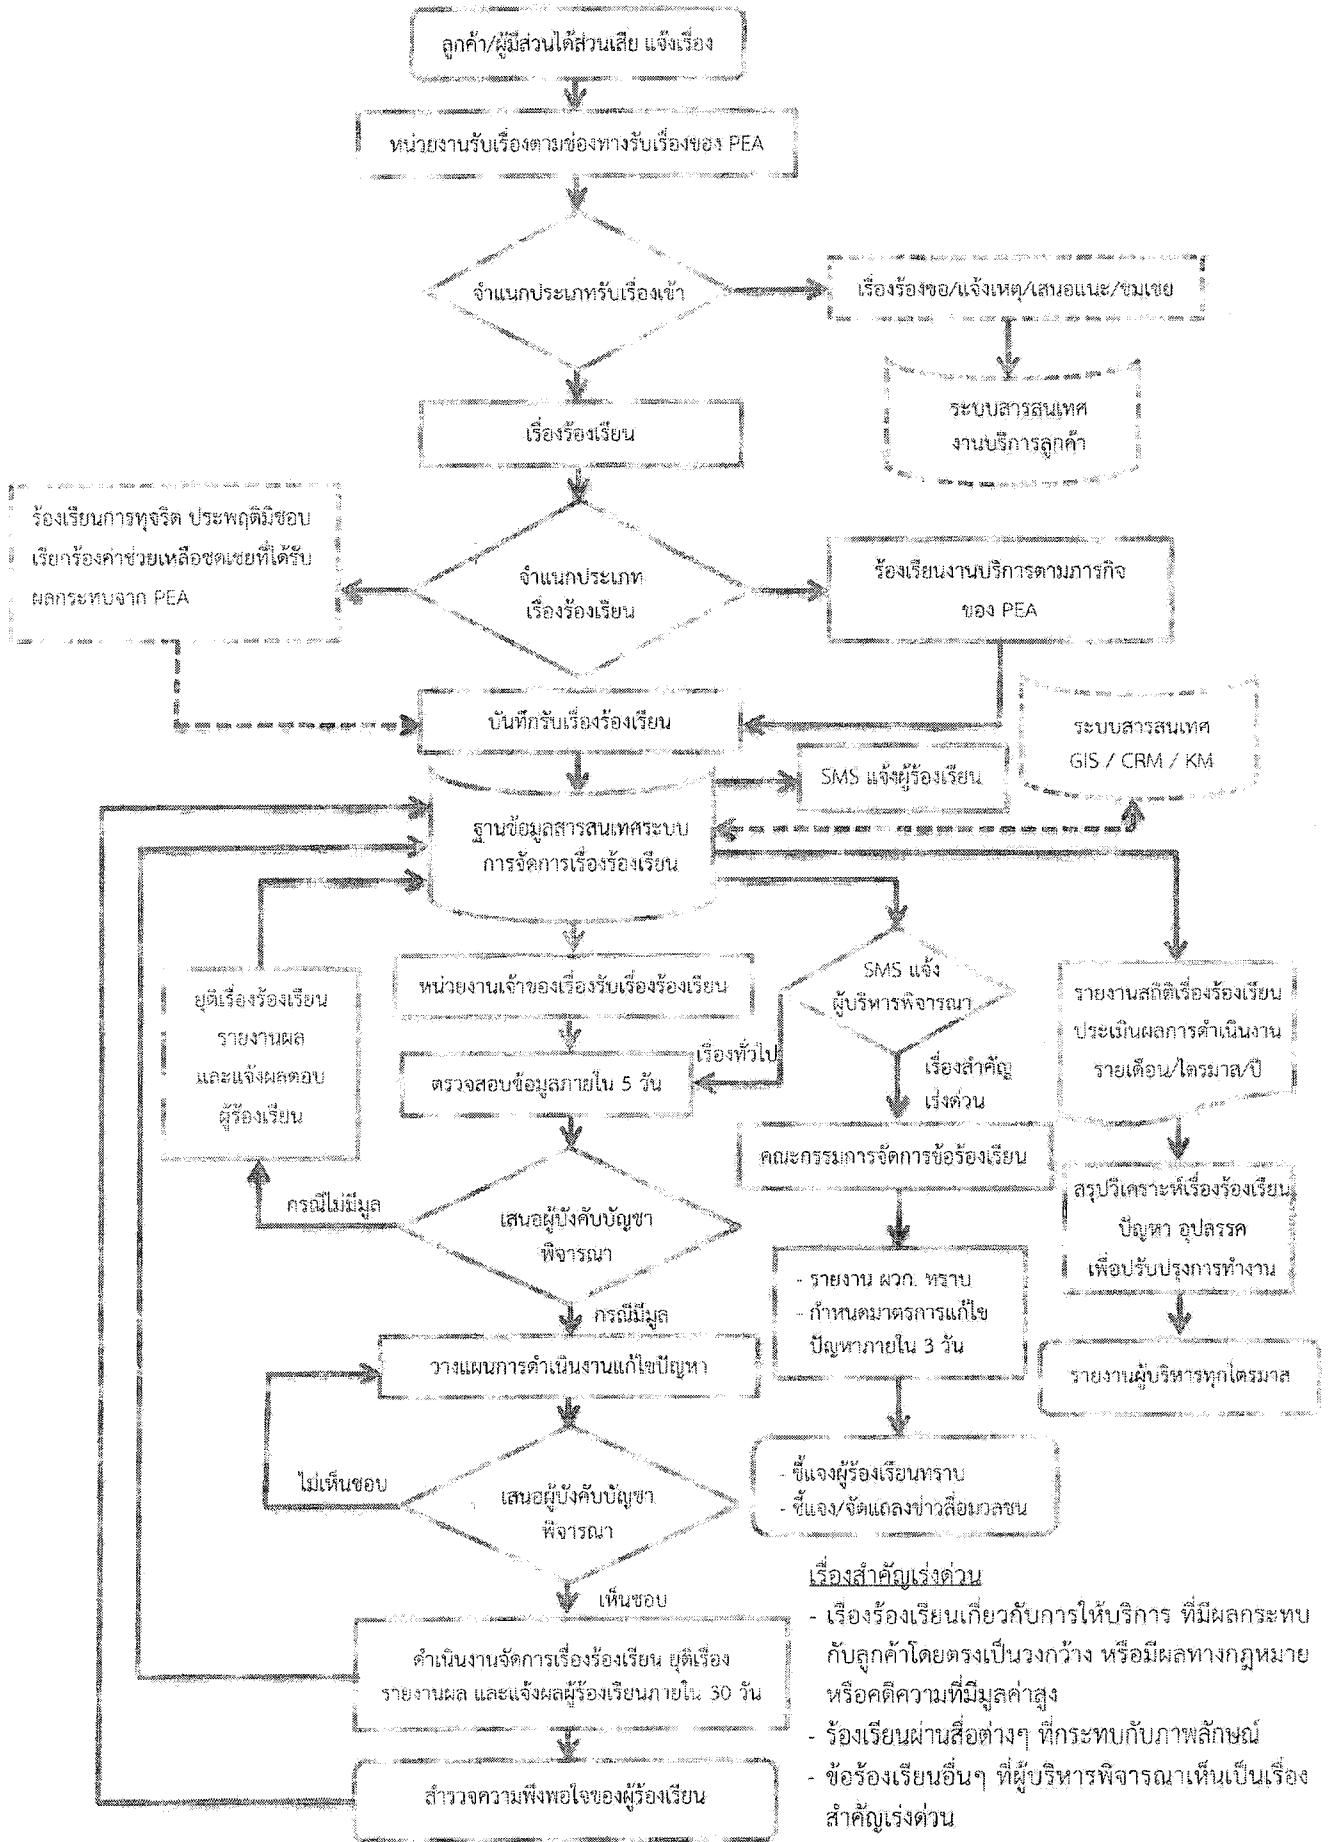 ลูกค้า/ผู้มีส่วนได้ส่วนเสีย แจ้งเรื่อง
หน่วยงานรับเรื่องตามช่องทางรับเรื่องของ PEA
จำแนกประเภทรับเรื่องเข้า
เรื่องร้องขอ/แจ้งเหตุ/เสนอแนะ/ชมเชย
ระบบสารสนเทศ
งานบริการลูกค้า
เรื่องร้องเรียน
ร้องเรียนการทุจริต ประพฤติมิชอบ
เรียกร้องค่าช่วยเหลือชดเชยที่ได้รับ
ผลกระทบจาก PEA
จำแนกประเภท
เรื่องร้องเรียน
ร้องเรียนงานบริการตามภารกิจ
ของ PEA
บันทึกรับเรื่องร้องเรียน
ระบบสารสนเทศ
GIS / CRM / KM
SMS แจ้งผู้ร้องเรียน
ฐานข้อมูลสารสนเทศระบบ
การจัดการเรื่องร้องเรียน
หน่วยงานเจ้าของเรื่องรับเรื่องร้องเรียน
SMS แจ้ง
ผู้บริหารพิจารณา
ยุติเรื่องร้องเรียน
รายงานผล
และแจ้งผลตอบ
ผู้ร้องเรียน
รายงานสถิติเรื่องร้องเรียน
ประเมินผลการดำเนินงาน
รายเดือน/ไตรมาส/ปี
เรื่องทั่วไป
ตรวจสอบข้อมูลภายใน 5 วัน
เรื่องสำคัญ
เร่งด่วน
คณะกรรมการจัดการข้อร้องเรียน
สรุปวิเคราะห์เรื่องร้องเรียน
ปัญหา อุปสรรค
เพื่อปรับปรุงการทำงาน
กรณีไม่มีมูล
เสนอผู้บังคับบัญชา
พิจารณา
- รายงาน ผวก. ทราบ
- กำหนดมาตรการแก้ไข
ปัญหาภายใน 3 วัน
กรณีมีมูล
วางแผนการดำเนินงานแก้ไขปัญหา
รายงานผู้บริหารทุกไตรมาส
ไม่เห็นชอบ
เสนอผู้บังคับบัญชา
พิจารณา
- ชี้แจงผู้ร้องเรียนทราบ
- ชี้แจง/จัดแถลงข่าวสื่อมวลชน
เห็นชอบ
ดำเนินงานจัดการเรื่องร้องเรียน ยุติเรื่อง
รายงานผล และแจ้งผลผู้ร้องเรียนภายใน 30 วัน
สำรวจความพึงพอใจของผู้ร้องเรียน
เรื่องสำคัญเร่งด่วน
- เรื่องร้องเรียนเกี่ยวกับการให้บริการ ที่มีผลกระทบ
กับลูกค้าโดยตรงเป็นวงกว้าง หรือมีผลทางกฎหมาย
หรือคดีความที่มีมูลค่าสูง
- ร้องเรียนผ่านสื่อต่างๆ ที่กระทบกับภาพลักษณ์
- ข้อร้องเรียนอื่นๆ ที่ผู้บริหารพิจารณาเห็นเป็นเรื่อง
สำคัญเร่งด่วน